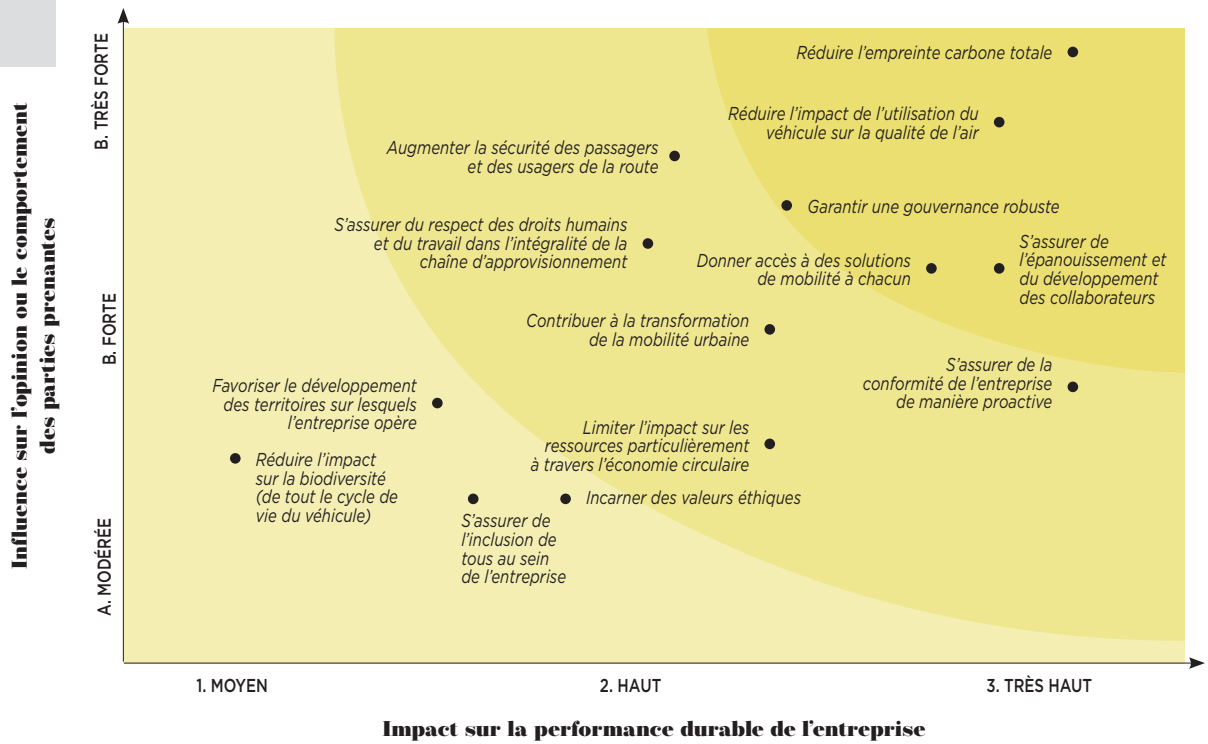 Influence sur l'opinion ou le comportement
des parties prenantes
B. TRÈS FORTE
B. FORTE
A. MODÉRÉE
Réduire l'empreinte carbone totale
Réduire l'impact de l'utilisation du
véhicule sur la qualité de l'air
Augmenter la sécurité des passagers
et des usagers de la route
Garantir une gouvernance robuste
S'assurer du respect des droits humains
et du travail dans l'intégralité de la
chaîne d'approvisionnement
Donner accès à des solutions
de mobilité à chacun
S'assurer de
l'épanouissement et
du développement
des collaborateurs
Contribuer à la transformation
de la mobilité urbaine
S'assurer de la
conformité de l'entreprise
de manière proactive
Favoriser le développement
des territoires sur lesquels
l'entreprise opère
Limiter l'impact sur les
ressources particulièrement
à travers l'économie circulaire
Réduire l'impact
sur la biodiversité
(de tout le cycle de
vie du véhicule)
Incarner des valeurs éthiques
S'assurer de
l'inclusion de
tous au sein
de l'entreprise
1. MOYEN
2. HAUT
3. TRÈS HAUT
Impact sur la performance durable de l'entreprise